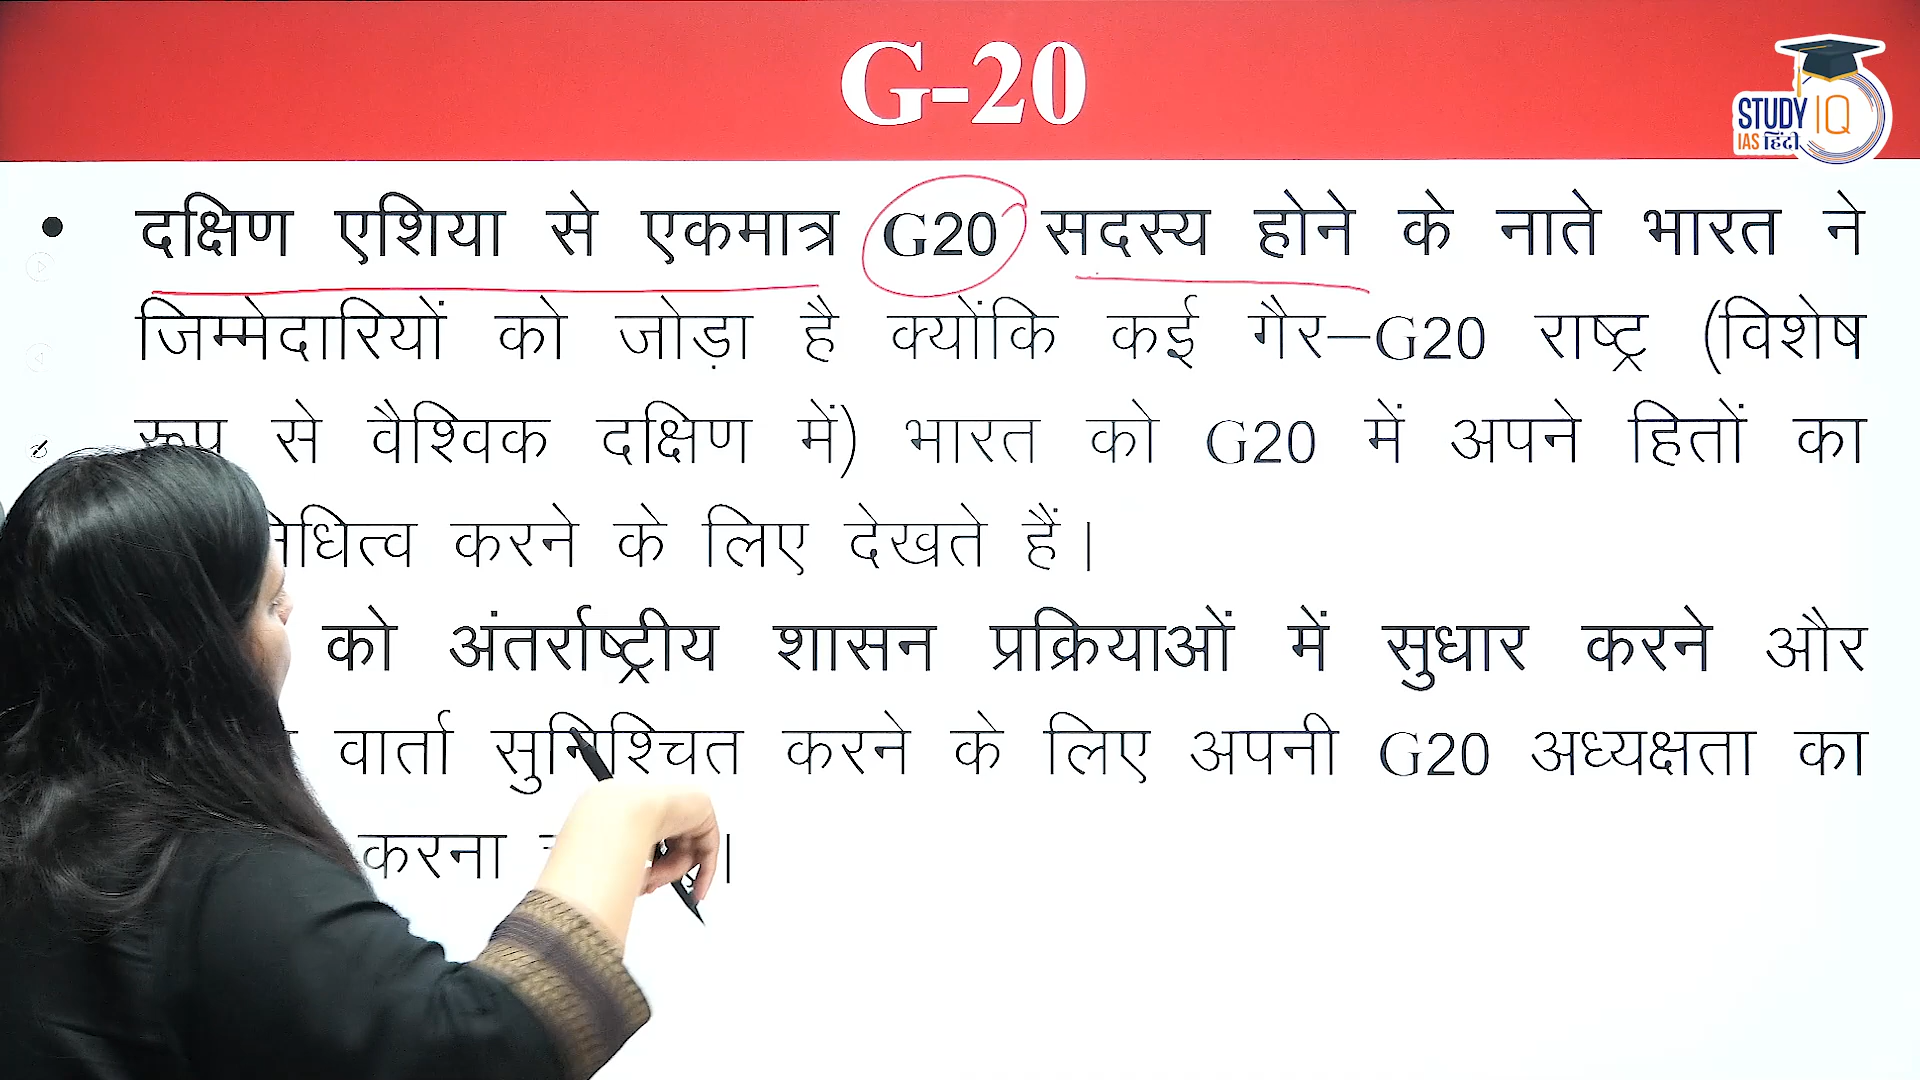 G-20
STUDY IQ
IAS हिंदी
• दक्षिण एशिया से एकमात्र G20 सदस्य होने के नाते भारत ने
जिम्मेदारियों को जोड़ा है क्योंकि कई गैर–G20 राष्ट्र (विशेष
रूप से वैश्विक दक्षिण में) भारत को G20 में अपने हितों का
करने के लिए देखते हैं।
को अंतर्राष्ट्रीय शासन प्रक्रियाओं में सुधार करने और
वार्ता सुनिश्चित करने के लिए अपनी G20 अध्यक्षता का
करना